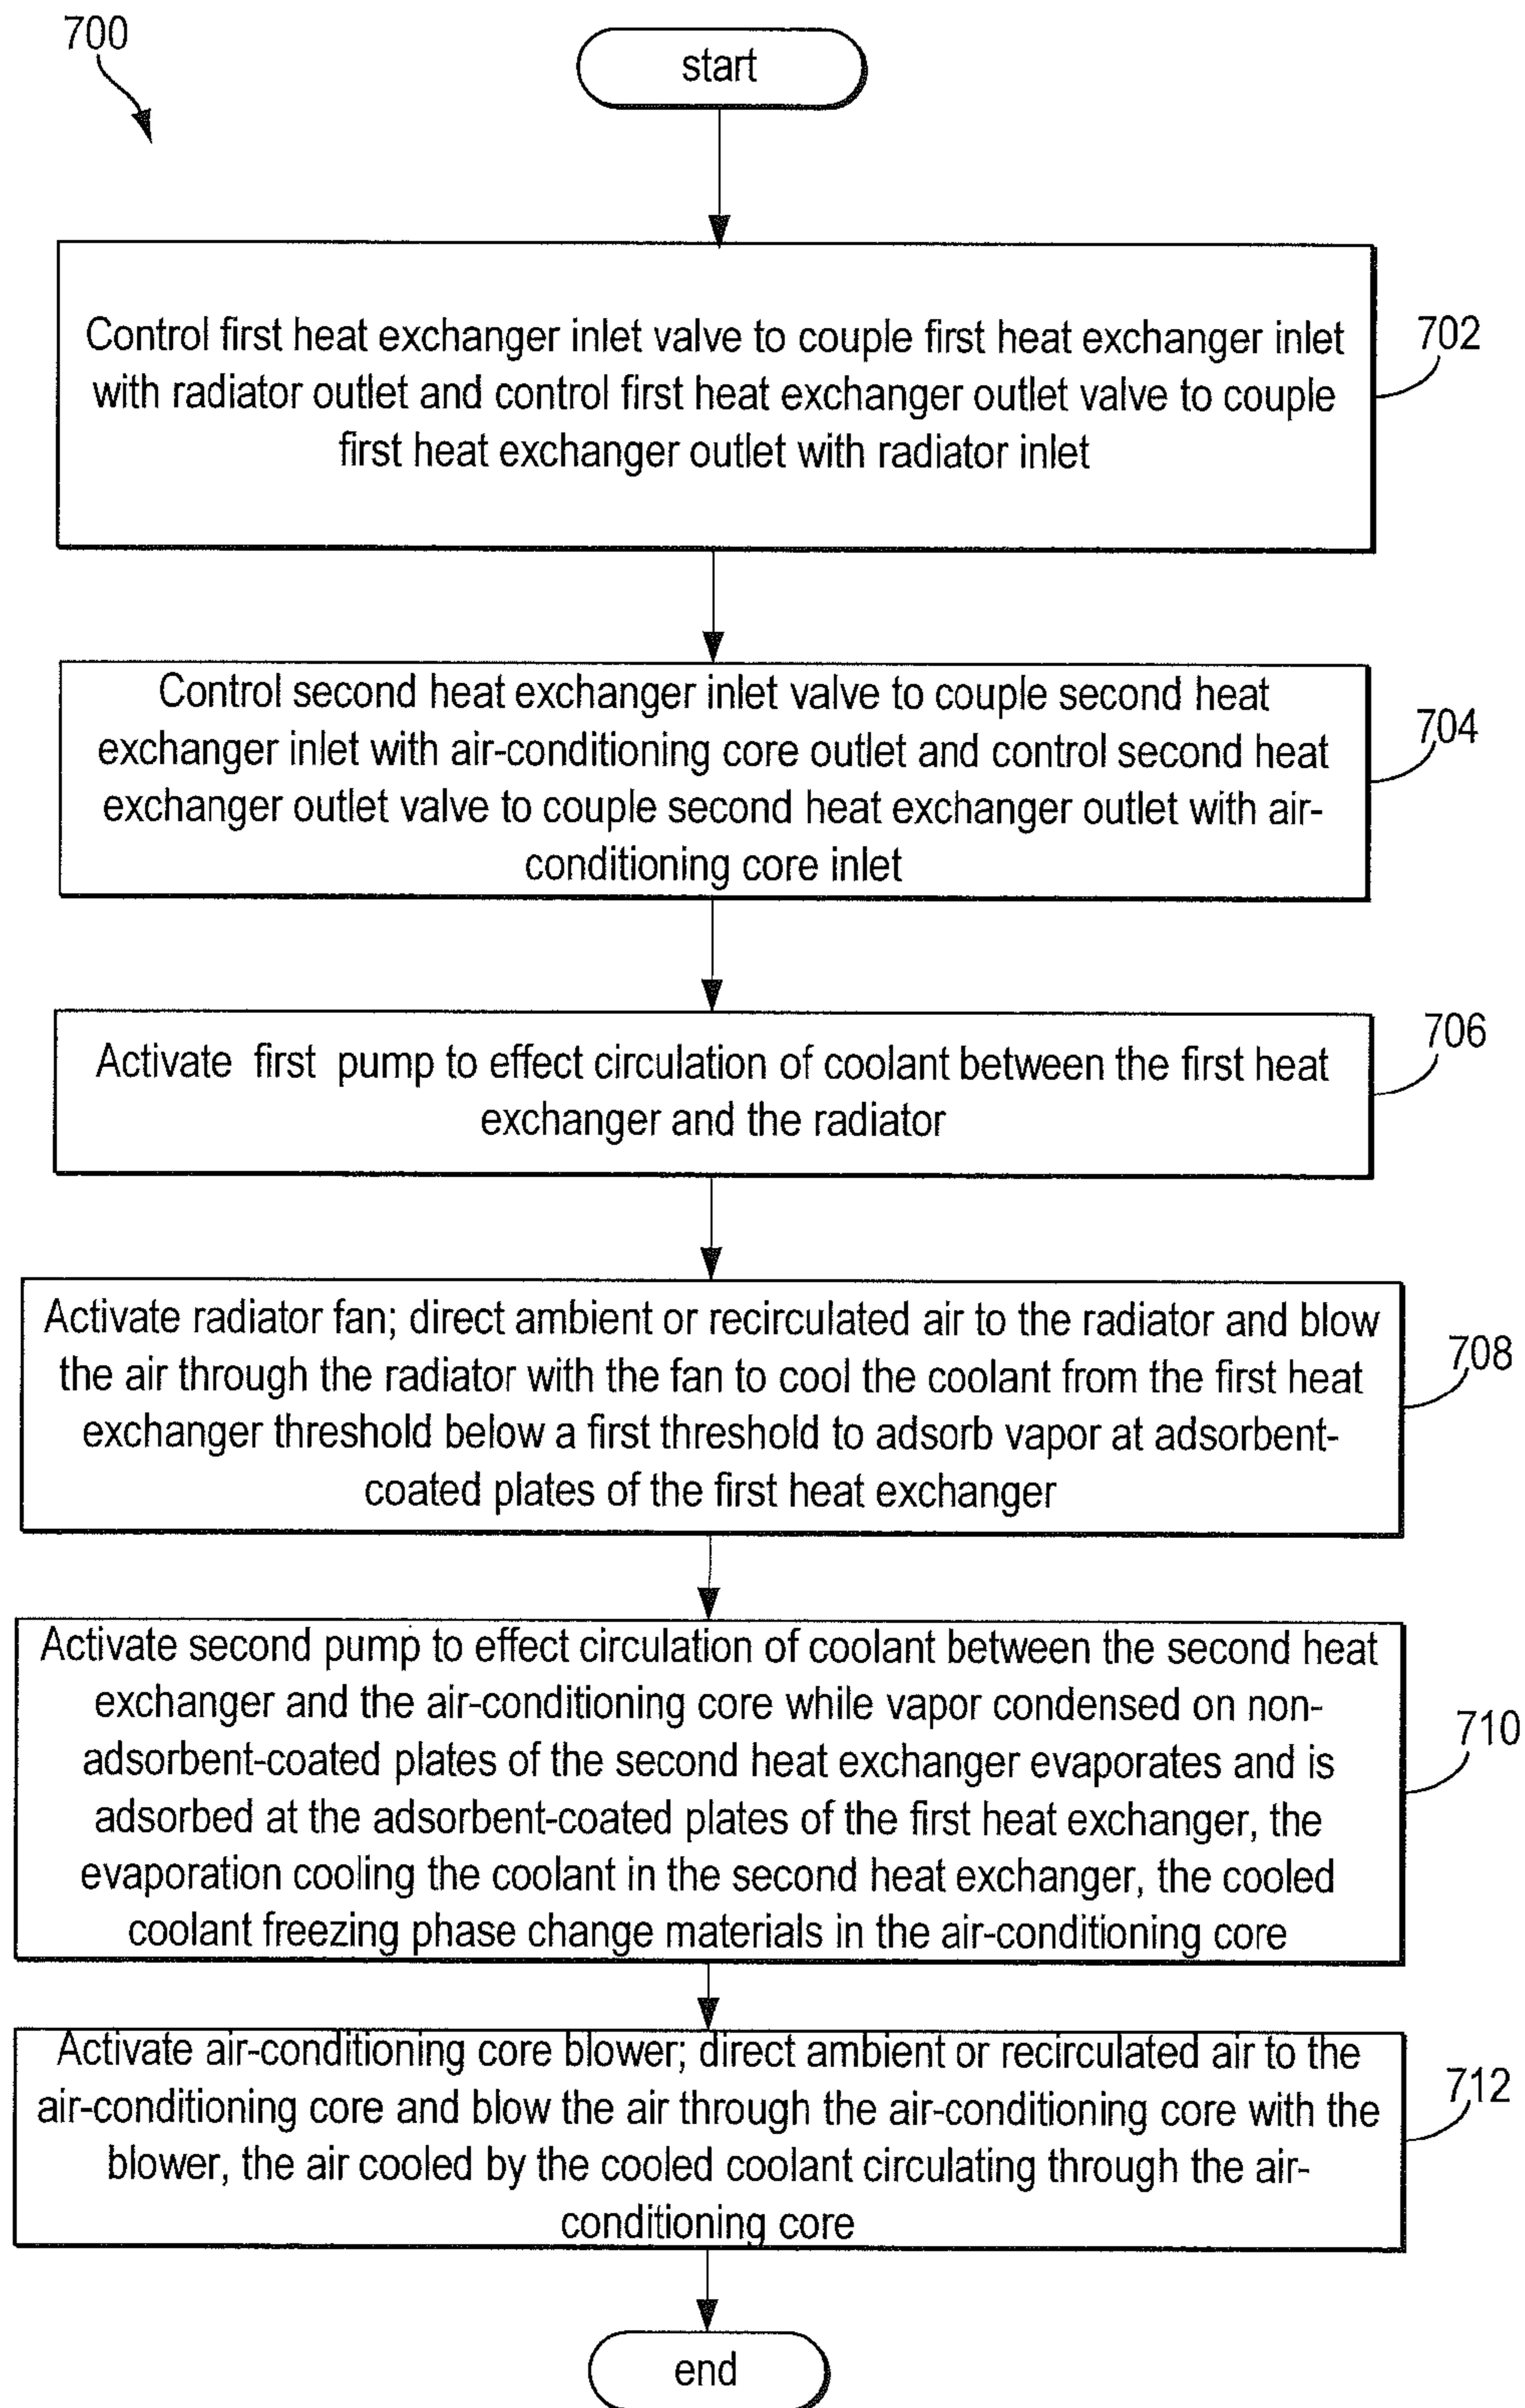 700
start
Control first heat exchanger inlet valve to couple first heat exchanger inlet
with radiator outlet and control first heat exchanger outlet valve to couple
first heat exchanger outlet with radiator inlet
702
Control second heat exchanger inlet valve to couple second heat
exchanger inlet with air-conditioning core outlet and control second heat
exchanger outlet valve to couple second heat exchanger outlet with air-
conditioning core inlet
704
Activate first pump to effect circulation of coolant between the first heat
exchanger and the radiator
706
Activate radiator fan; direct ambient or recirculated air to the radiator and blow
the air through the radiator with the fan to cool the coolant from the first heat
exchanger threshold below a first threshold to adsorb vapor at adsorbent-
coated plates of the first heat exchanger
708
Activate second pump to effect circulation of coolant between the second heat
exchanger and the air-conditioning core while vapor condensed on non-
adsorbent-coated plates of the second heat exchanger evaporates and is
adsorbed at the adsorbent-coated plates of the first heat exchanger, the
evaporation cooling the coolant in the second heat exchanger, the cooled
coolant freezing phase change materials in the air-conditioning core
710
Activate air-conditioning core blower; direct ambient or recirculated air to the
air-conditioning core and blow the air through the air-conditioning core with the
blower, the air cooled by the cooled coolant circulating through the air-
conditioning core
712
end